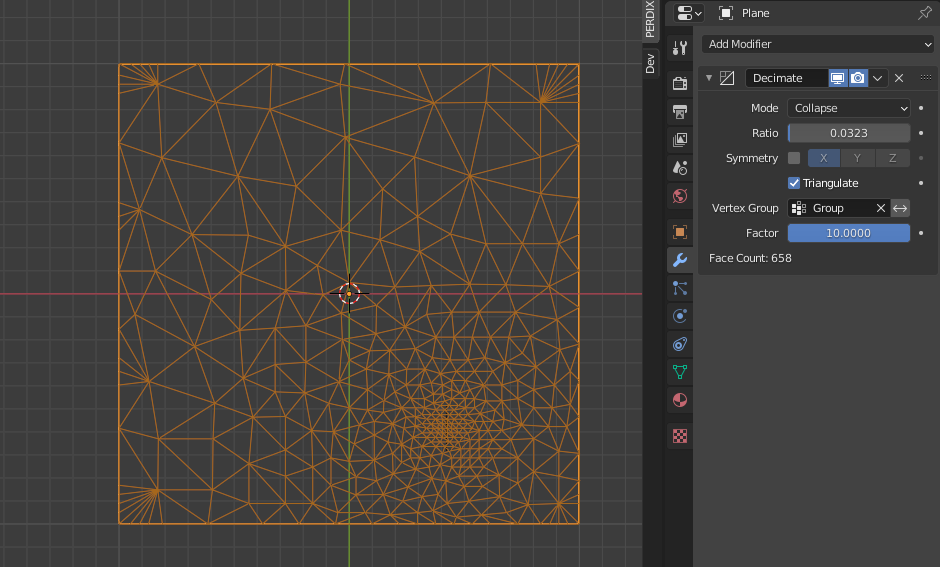 PERDIX
Dev
Plane
Add Modifier
Decimate
Mode Collapse
Ratio 0.0323
Symmetry X Y Z
Triangulate
Vertex Group Group
Factor 10.0000
Face Count: 658